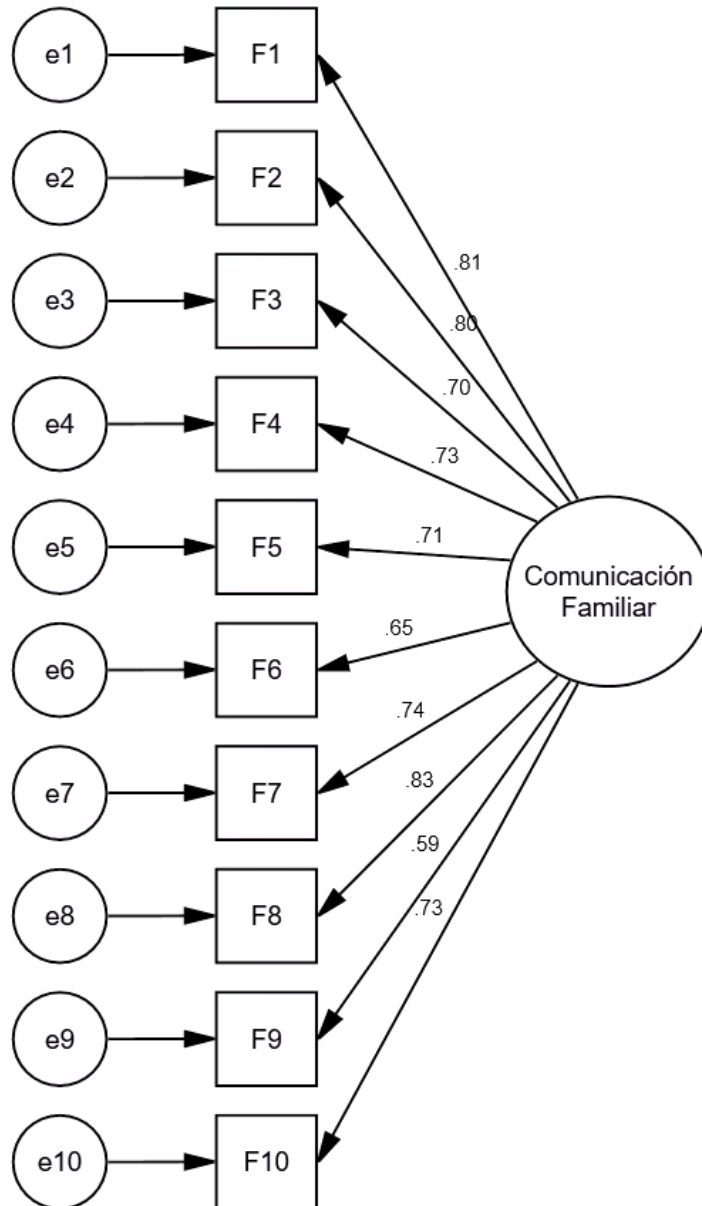 e1
F1
e2
F2
.81
e3
F3
.80
.70
e4
F4
.73
e5
F5
.71
Comunicación
Familiar
.65
e6
F6
.74
e7
F7
.83
.59
e8
F8
.73
e9
F9
e10
F10